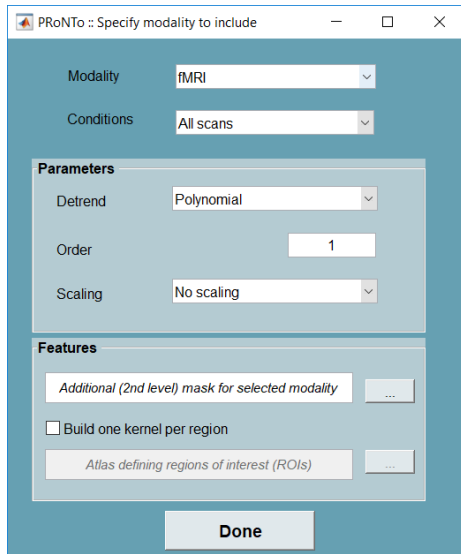 PRoNTo :: Specify modality to include
Modality
fMRI
Conditions
All scans
Parameters
Detrend
Polynomial
Order
1
Scaling
No scaling
Features
Additional (2nd level) mask for selected modality
...
Build one kernel per region
Atlas defining regions of interest (ROIs)
...
Done